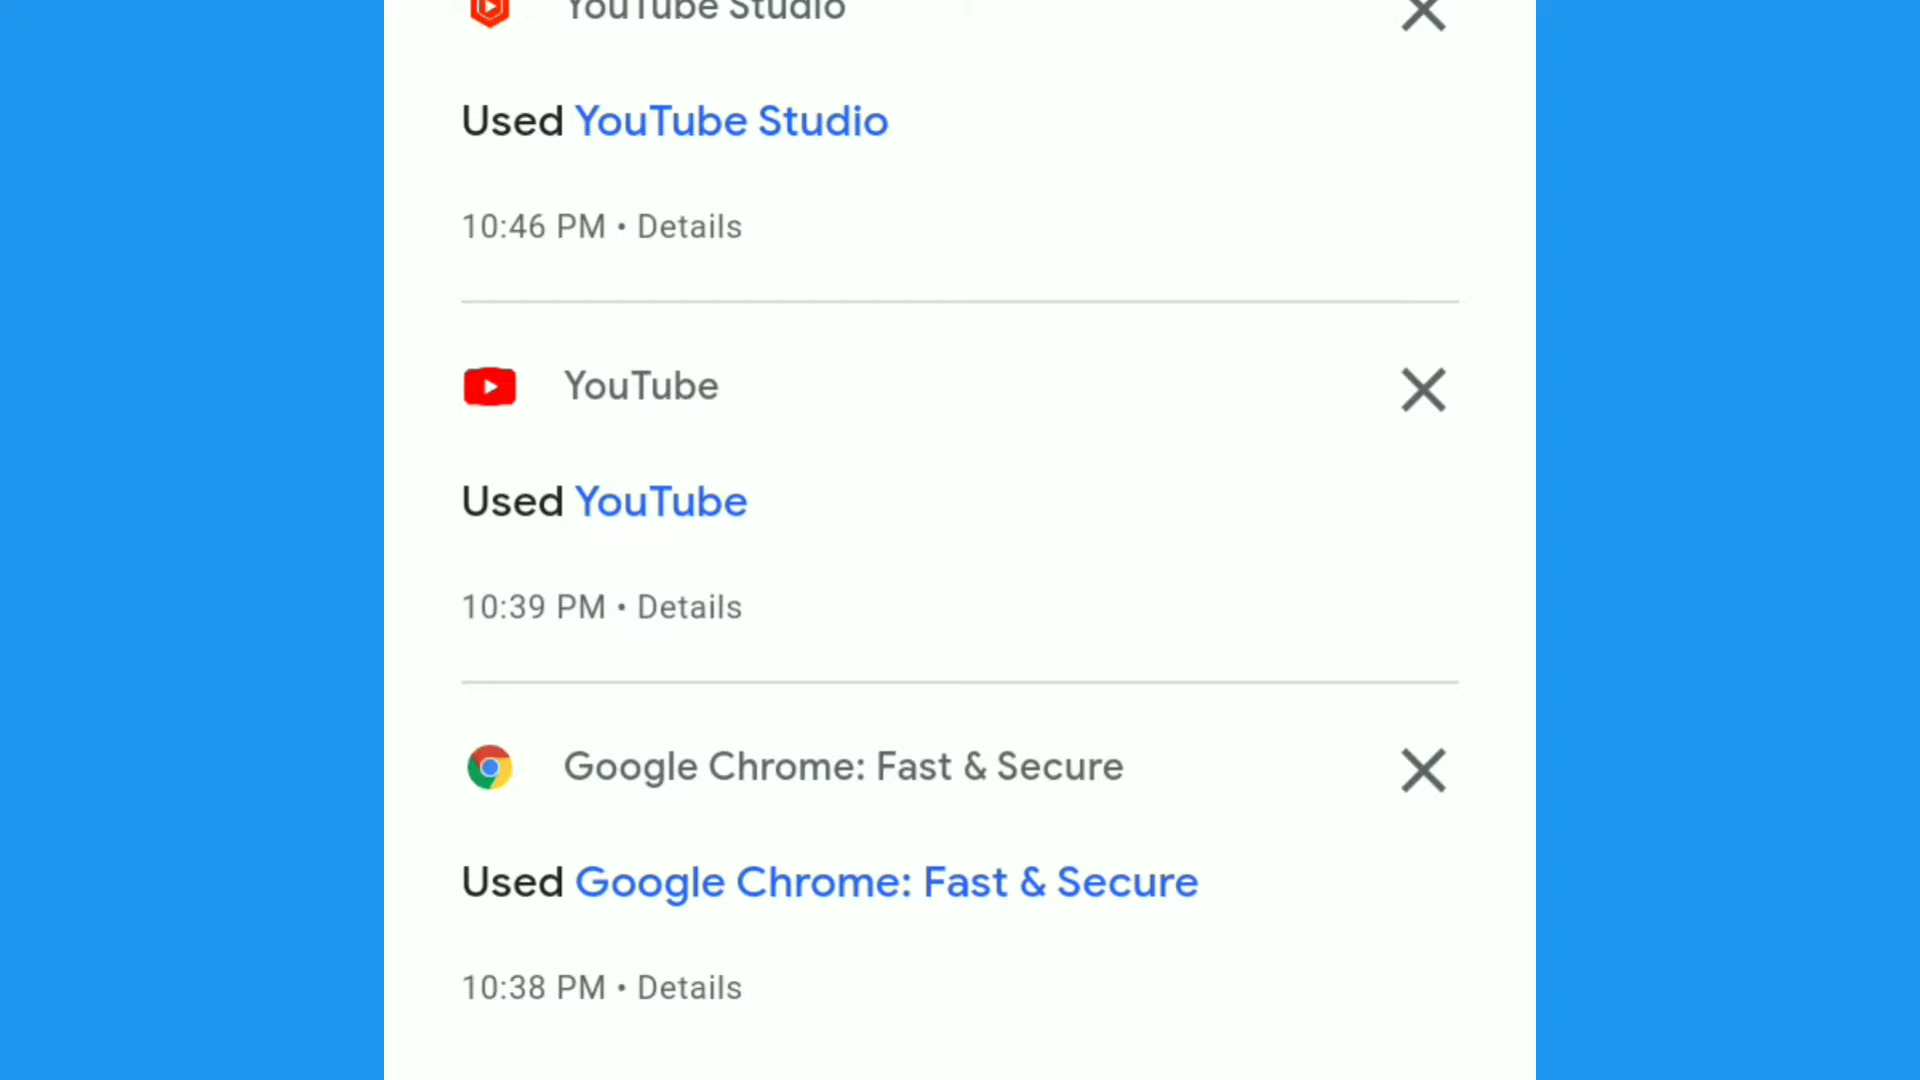 YouTube Studio
Used YouTube Studio
10:46 PM • Details
YouTube
Used YouTube
10:39 PM • Details
Google Chrome: Fast & Secure
Used Google Chrome: Fast & Secure
10:38 PM • Details